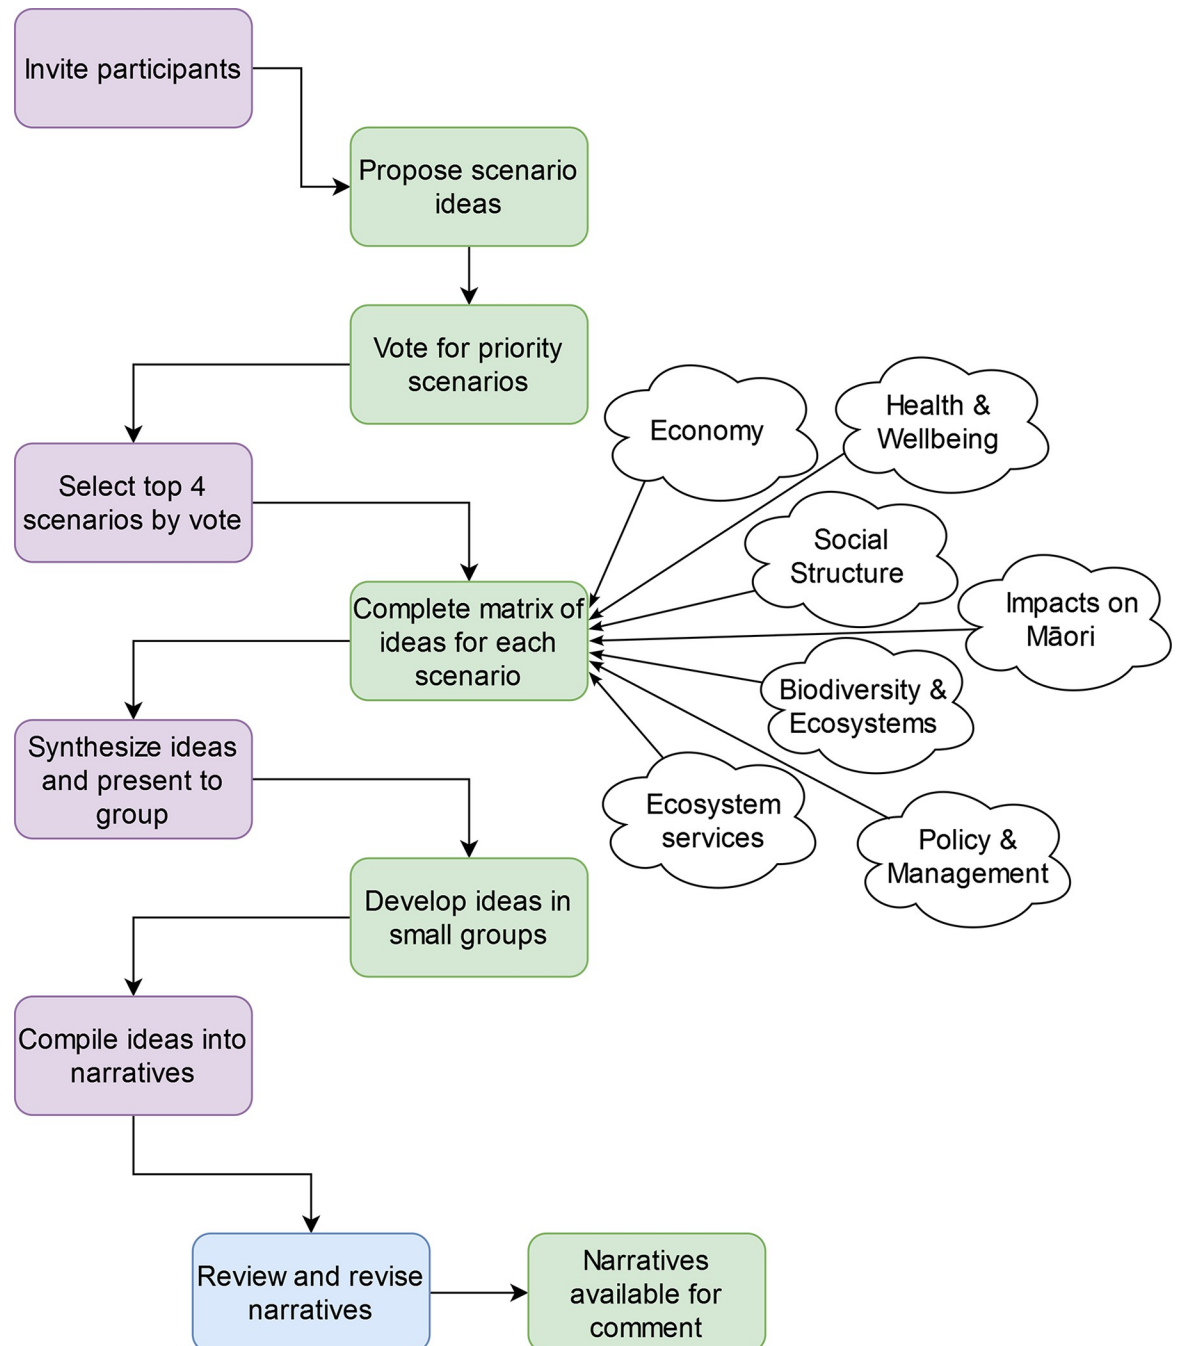 Invite participants
Propose scenario
ideas
Vote for priority
scenarios
Select top 4
scenarios by vote
Economy
Health &
Wellbeing
Social
Structure
Impacts on
Māori
Complete matrix of
ideas for each
scenario
Biodiversity &
Ecosystems
Ecosystem
services
Policy &
Management
Synthesize ideas
and present to
group
Develop ideas in
small groups
Compile ideas into
narratives
Review and revise
narratives
Narratives
available for
comment